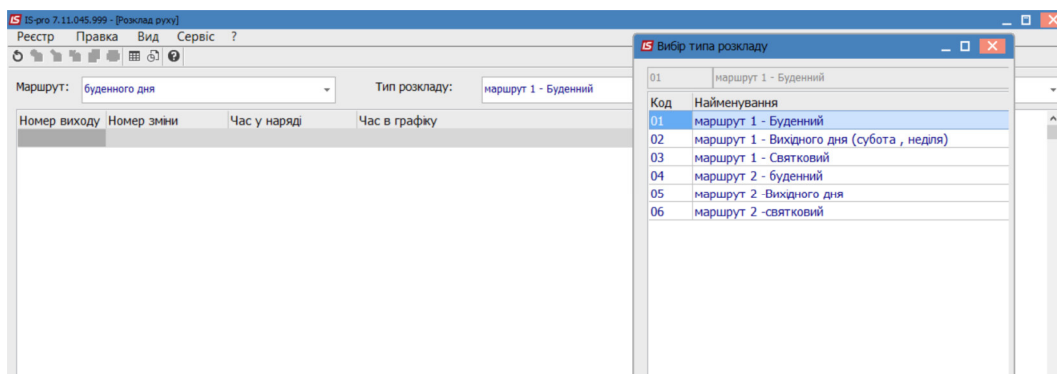 IS-pro 7.11.045.999 - [Розклад руху]
Реєстр Правка Вид Сервіс ?
Маршрут: буденного дня Тип розкладу: маршрут 1 - Буденний
Номер виходу Номер зміни Час у наряді Час в графіку
Вибір типа розкладу
01 маршрут 1 - Буденний
Код Найменування
01 маршрут 1 - Буденний
02 маршрут 1 - Вихідного дня (субота , неділя)
03 маршрут 1 - Святковий
04 маршрут 2 - буденний
05 маршрут 2 -Вихідного дня
06 маршрут 2 -святковий